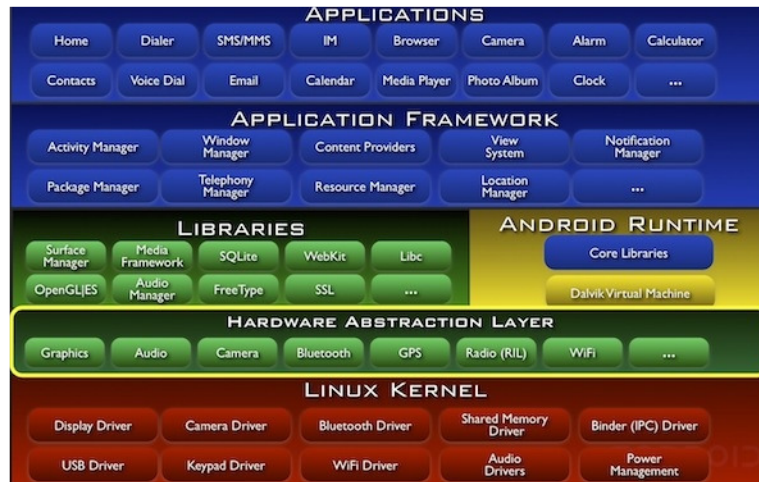 APPLICATIONS
Home Dialer SMS/MMS IM Browser Camera Alarm Calculator
Contacts Voice Dial Email Calendar Media Player Photo Album Clock ...
APPLICATION FRAMEWORK
Activity Manager Window Manager Content Providers View System Notification Manager
Package Manager Telephony Manager Resource Manager Location Manager ...
LIBRARIES
Surface Manager Media Framework SQLite WebKit Libc
OpenGL|ES Audio Manager FreeType SSL ...
ANDROID RUNTIME
Core Libraries
Dalvik Virtual Machine
HARDWARE ABSTRACTION LAYER
Graphics Audio Camera Bluetooth GPS Radio (RIL) WiFi ...
LINUX KERNEL
Display Driver Camera Driver Bluetooth Driver Shared Memory Driver Binder (IPC) Driver
USB Driver Keypad Driver WiFi Driver Audio Drivers Power Management